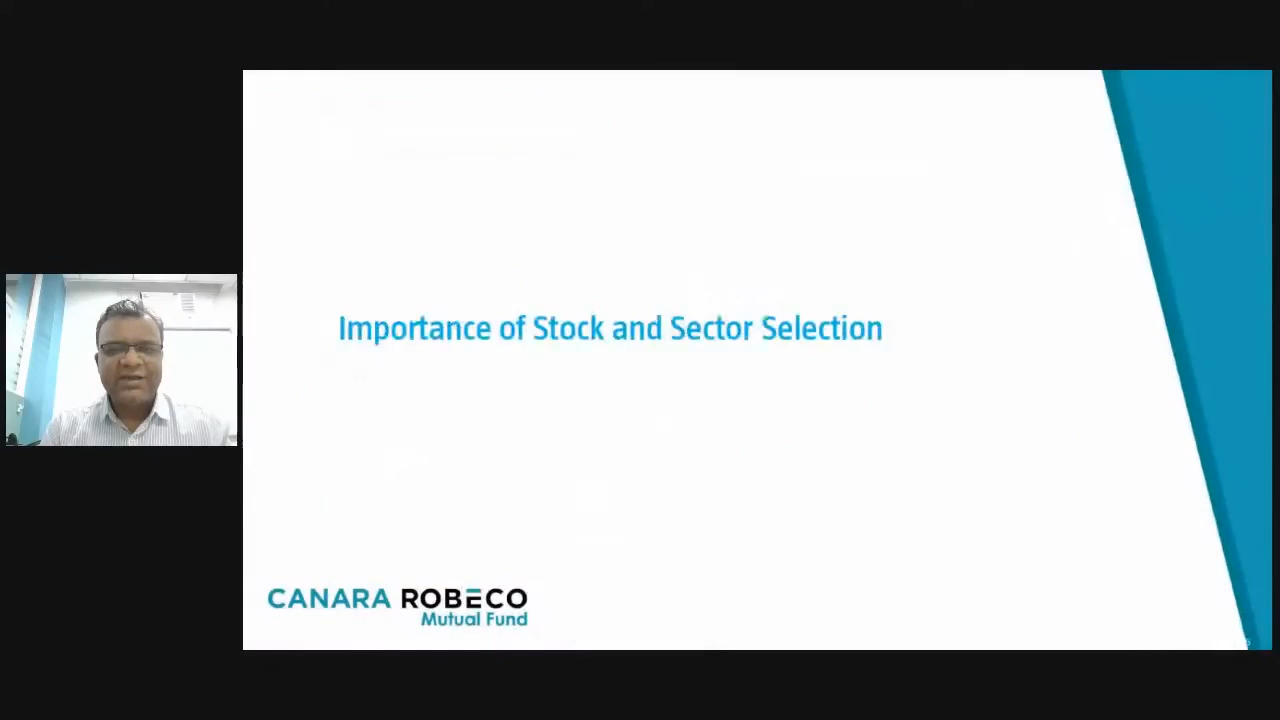 Importance of Stock and Sector Selection
CANARA ROBECO
Mutual Fund